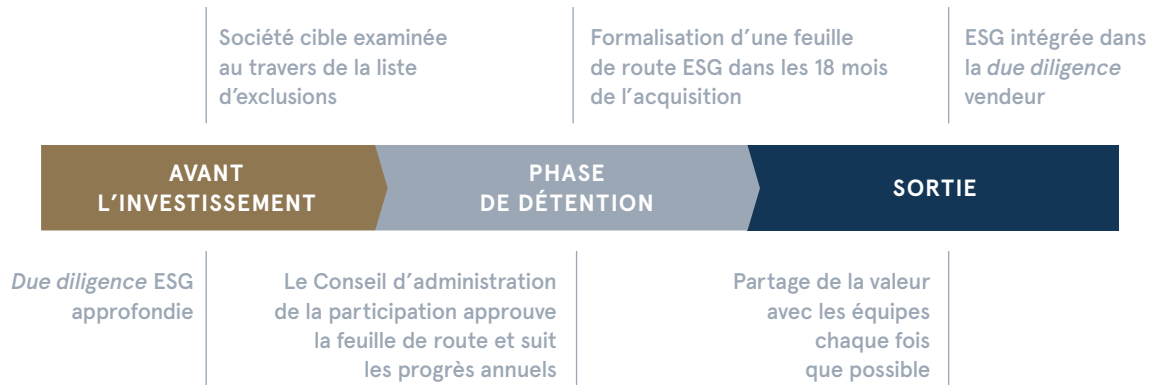 Société cible examinée
au travers de la liste
d’exclusions
Formalisation d’une feuille
de route ESG dans les 18 mois
de l’acquisition
ESG intégrée dans
la due diligence
vendeur
AVANT
L’INVESTISSEMENT
PHASE
DE DÉTENTION
SORTIE
Due diligence ESG
approfondie
Le Conseil d’administration
de la participation approuve
la feuille de route et suit
les progrès annuels
Partage de la valeur
avec les équipes
chaque fois
que possible